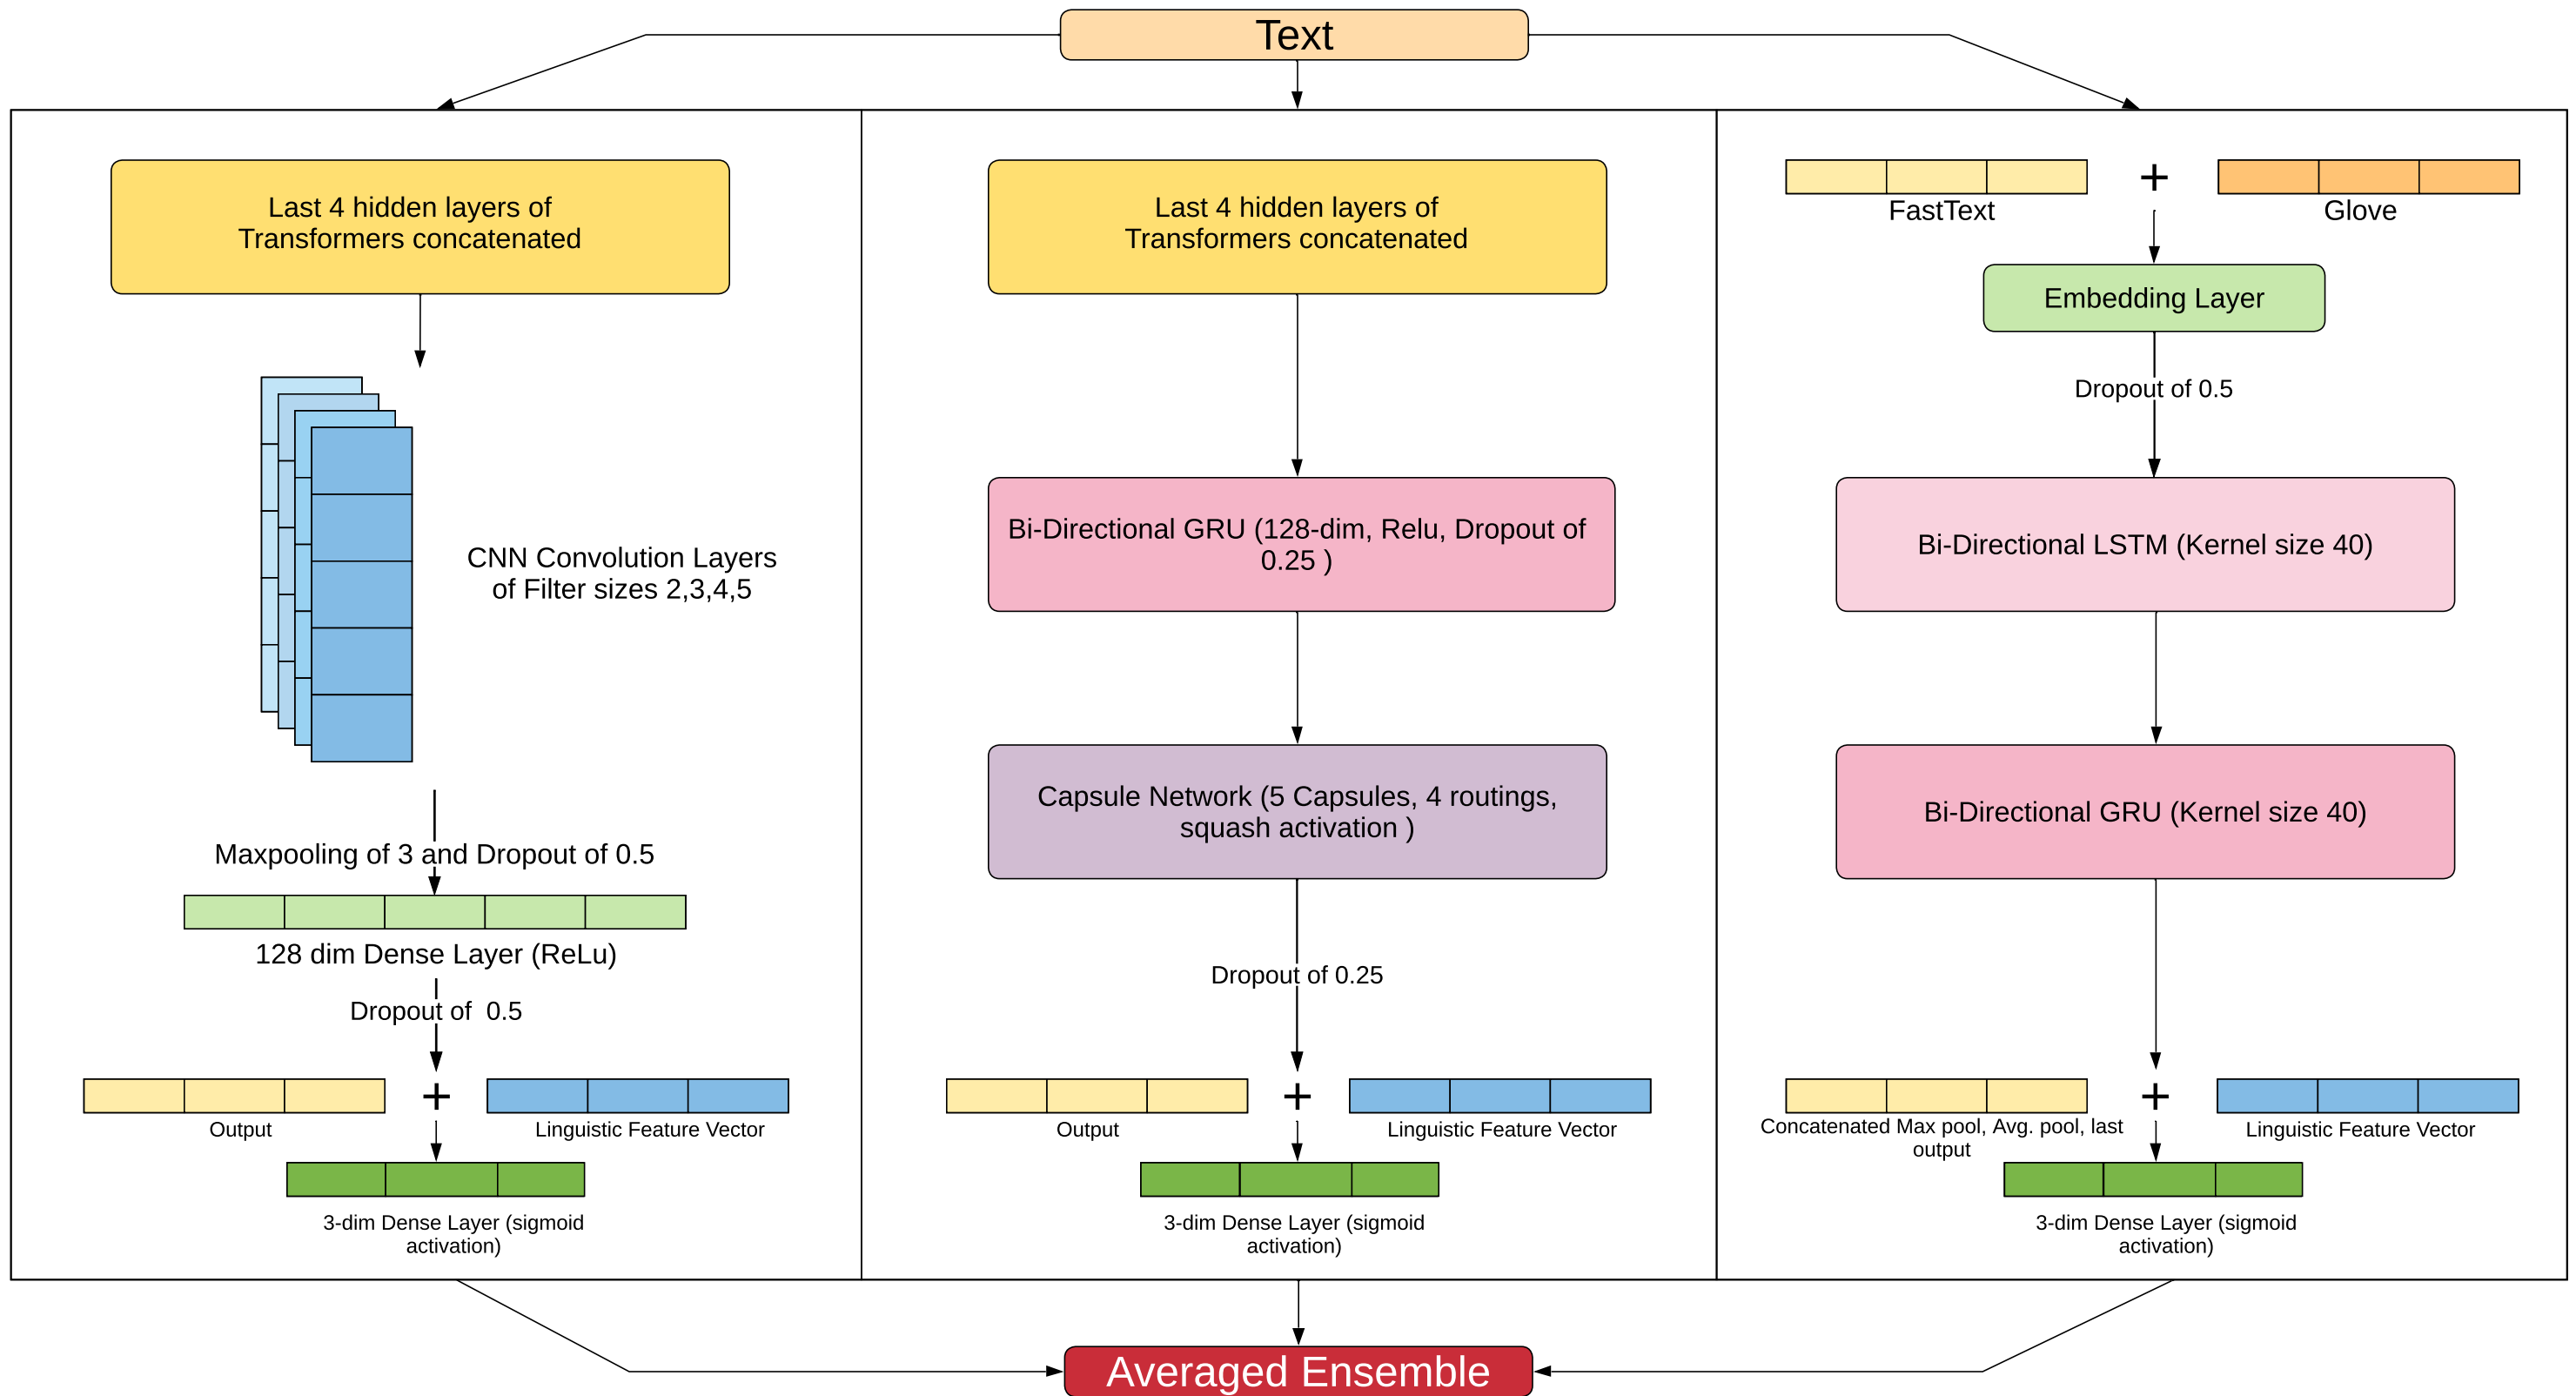 Text
Last 4 hidden layers of
Transformers concatenated
CNN Convolution Layers
of Filter sizes 2,3,4,5
Maxpooling of 3 and Dropout of 0.5
128 dim Dense Layer (ReLu)
Dropout of  0.5
+
Output
Linguistic Feature Vector
3-dim Dense Layer (sigmoid
activation)
Last 4 hidden layers of
Transformers concatenated
Bi-Directional GRU (128-dim, Relu, Dropout of
0.25 )
Capsule Network (5 Capsules, 4 routings,
squash activation )
Dropout of 0.25
+
Output
Linguistic Feature Vector
3-dim Dense Layer (sigmoid
activation)
+
FastText
Glove
Embedding Layer
Dropout of 0.5
Bi-Directional LSTM (Kernel size 40)
Bi-Directional GRU (Kernel size 40)
+
Concatenated Max pool, Avg. pool, last
output
Linguistic Feature Vector
3-dim Dense Layer (sigmoid
activation)
Averaged Ensemble